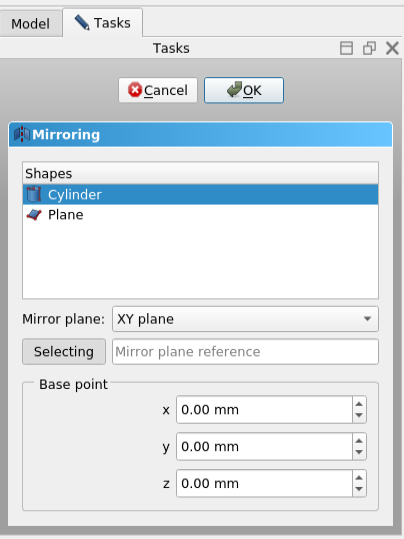 Model Tasks
Tasks
Cancel OK
Mirroring
Shapes
Cylinder
Plane
Mirror plane: XY plane
Selecting Mirror plane reference
Base point
x 0.00 mm
y 0.00 mm
z 0.00 mm